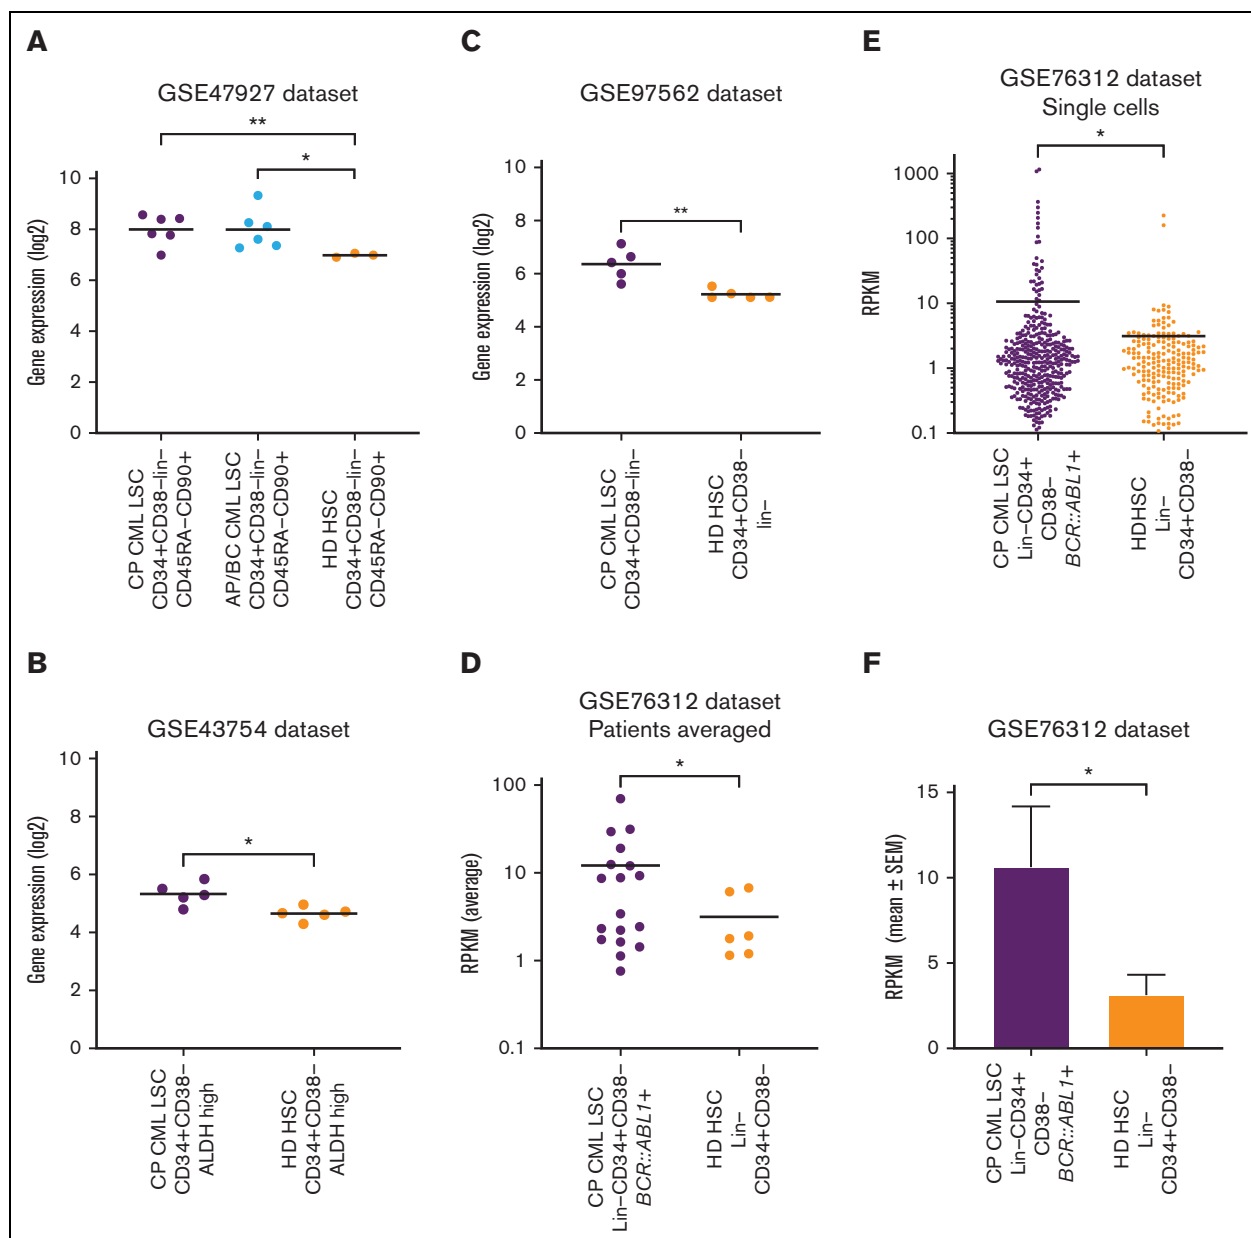 A
GSE47927 dataset
**
*
Gene expression (log2)
10
8
6
4
2
0
CP CML LSC
CD34+CD38–lin–
CD45RA–CD90+
AP/BC CML LSC
CD34+CD38–lin–
CD45RA–CD90+
HD HSC
CD34+CD38–lin–
CD45RA–CD90+
B
GSE43754 dataset
*
Gene expression (log2)
10
8
6
4
2
0
CP CML LSC
CD34+CD38–
ALDH high
HD HSC
CD34+CD38–
ALDH high
C
GSE97562 dataset
**
Gene expression (log2)
10
8
6
4
2
0
CP CML LSC
CD34+CD38–lin–
HD HSC
CD34+CD38–
lin–
D
GSE76312 dataset
Patients averaged
*
RPKM (average)
100
10
1
0.1
CP CML LSC
Lin–CD34+CD38
BCR::ABL1+
HD HSC
Lin–
CD34+CD38–
E
GSE76312 dataset
Single cells
*
RPKM
1000
100
10
1
0.1
CP CML LSC
Lin–CD34+
CD38–
BCR::ABL1+
HDHSC
Lin–
CD34+CD38–
F
GSE76312 dataset
*
RPKM (mean ± SEM)
15
10
5
0
CP CML LSC
Lin–CD34+
CD38–
BCR::ABL1+
HD HSC
Lin–
CD34+CD38–